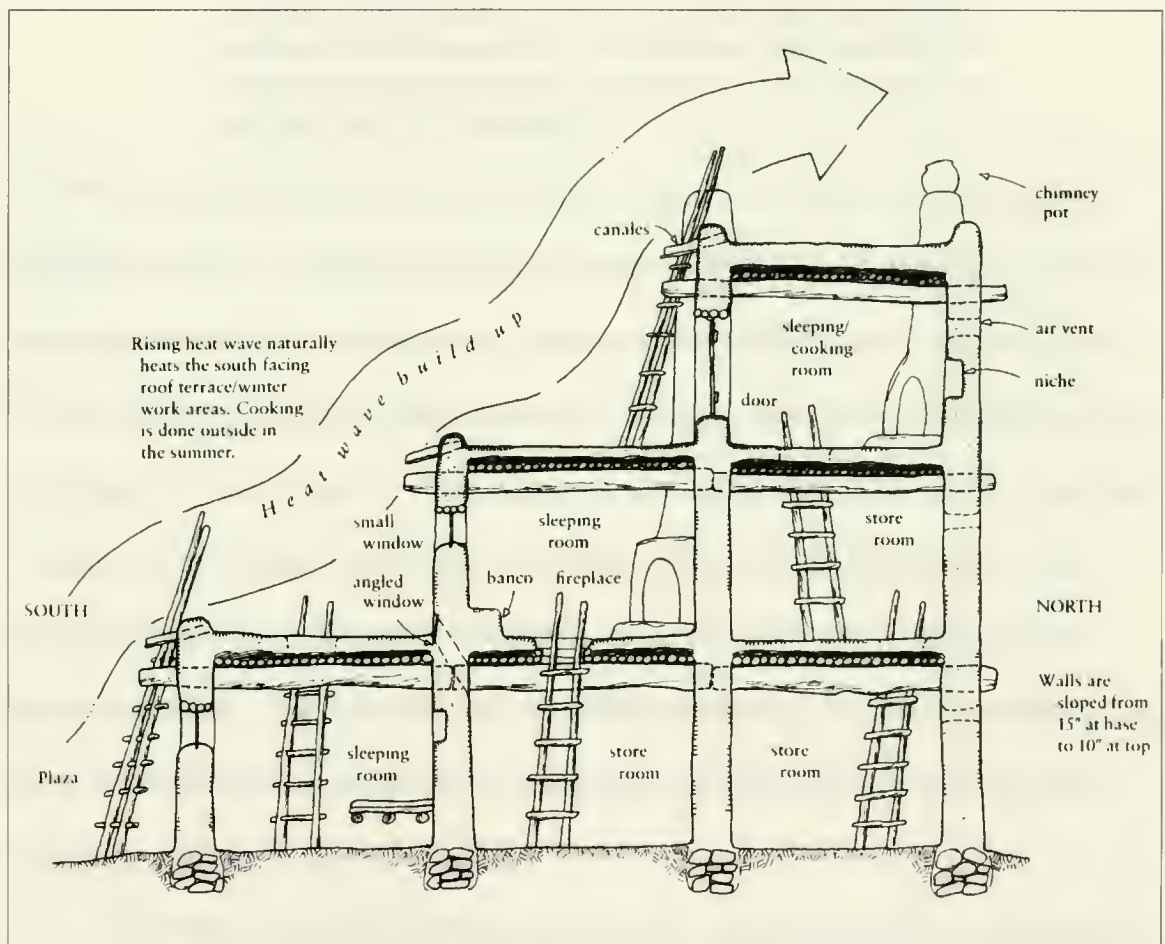 chimney
pot
canales
air vent
sleeping/
cooking
room
niche
door
Rising heat wave naturally
heats the south facing
roof terrace/winter
work areas. Cooking
is done outside in
the summer.
Heat wave build up
small
window
sleeping
room
store
room
angled
window
banco
fireplace
SOUTH
NORTH
Walls are
sloped from
15" at base
to 10" at top
Plaza
sleeping
room
store
room
store
room